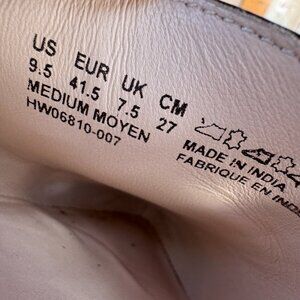 US EUR UK CM
9.5 41.5 7.5 27
MEDIUM MOYEN
HW06810-007
MADE IN INDIA
FABRIQUE EN